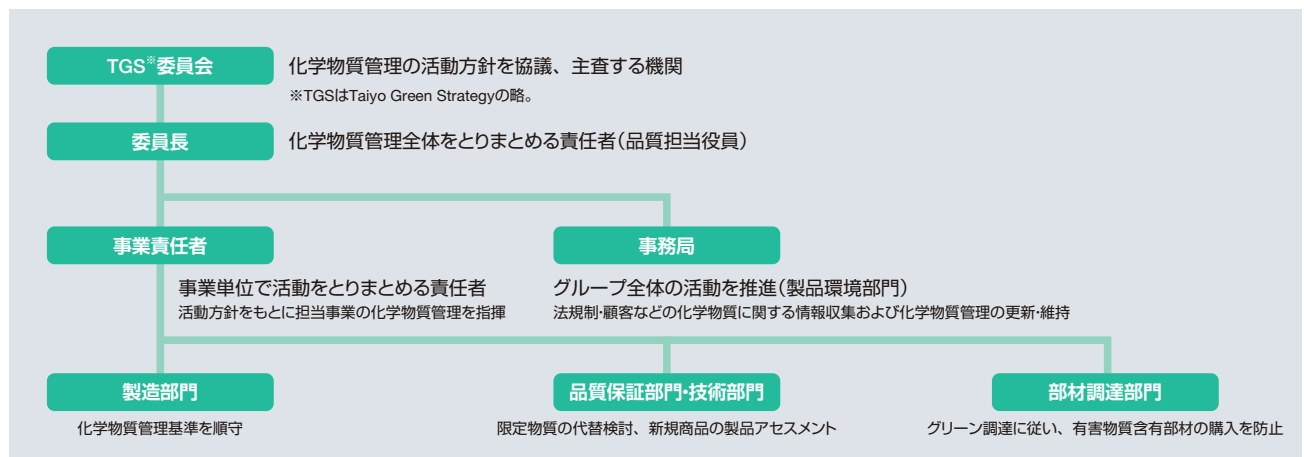 TGS※委員会
化学物質管理の活動方針を協議、主査する機関
※TGSはTaiyo Green Strategyの略。
委員長
化学物質管理全体をとりまとめる責任者(品質担当役員)
事業責任者
事務局
事業単位で活動をとりまとめる責任者
活動方針をもとに担当事業の化学物質管理を指揮
グループ全体の活動を推進(製品環境部門)
法規制・顧客などの化学物質に関する情報収集および化学物質管理の更新・維持
製造部門
品質保証部門・技術部門
部材調達部門
化学物質管理基準を順守
限定物質の代替検討、新規商品の製品アセスメント
グリーン調達に従い、有害物質含有部材の購入を防止